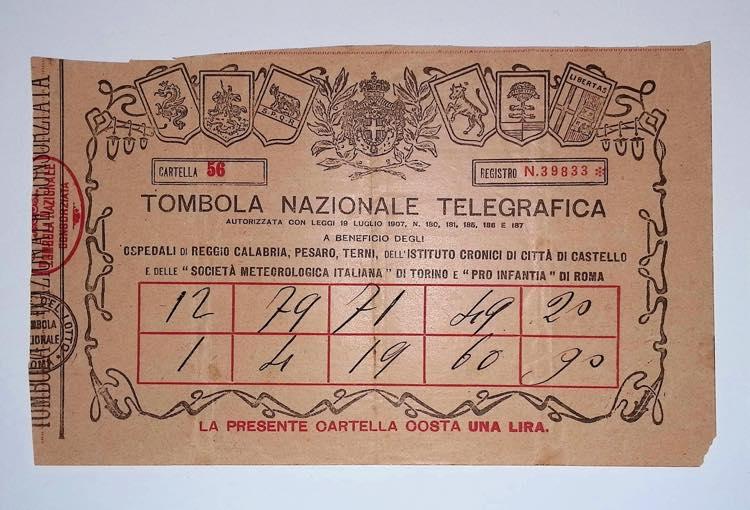 S.P.Q.R.
LIBERTAS
CARTELLA 56
REGISTRO N.39833
TOMBOLA NAZIONALE TELEGRAFICA
AUTORIZZATA CON LEGGI 19 LUGLIO 1907, N. 180, 181, 185, 186 E 187
A BENEFICIO DEGLI
OSPEDALI DI REGGIO CALABRIA, PESARO, TERNI, DELL'ISTITUTO CRONICI DI CITTÀ DI CASTELLO
E DELLE "SOCIETÀ METEOROLOGICA ITALIANA" DI TORINO E "PRO INFANTIA" DI ROMA
12 79 71 49 20
1 4 19 60 90
LA PRESENTE CARTELLA COSTA UNA LIRA.
DEL LOTTO